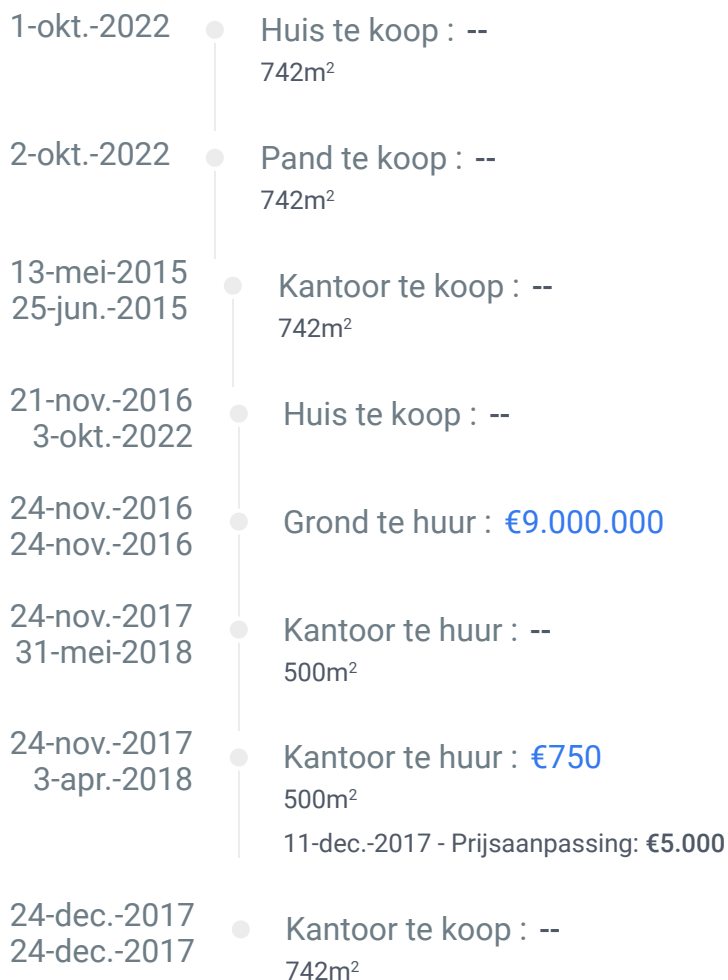 1-okt.-2022
Huis te koop : --
742m²
2-okt.-2022
Pand te koop : --
742m²
13-mei-2015
25-jun.-2015
Kantoor te koop : --
742m²
21-nov.-2016
3-okt.-2022
Huis te koop : --
24-nov.-2016
24-nov.-2016
Grond te huur : €9.000.000
24-nov.-2017
31-mei-2018
Kantoor te huur : --
500m²
24-nov.-2017
3-apr.-2018
Kantoor te huur : €750
500m²
11-dec.-2017 - Prijsaanpassing: €5.000
24-dec.-2017
24-dec.-2017
Kantoor te koop : --
742m²